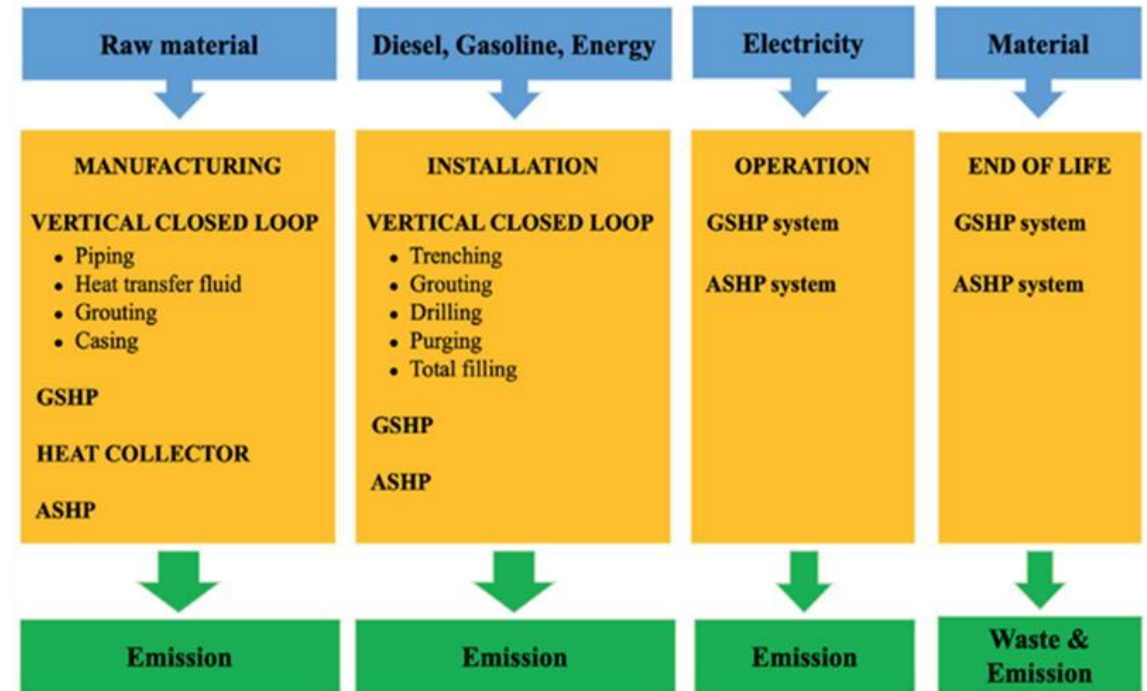 Raw material
Diesel, Gasoline, Energy
Electricity
Material
MANUFACTURING
VERTICAL CLOSED LOOP
• Piping
• Heat transfer fluid
• Grouting
• Casing
GSHP
HEAT COLLECTOR
ASHP
INSTALLATION
VERTICAL CLOSED LOOP
• Trenching
• Grouting
• Drilling
• Purging
• Total filling
GSHP
ASHP
OPERATION
GSHP system
ASHP system
END OF LIFE
GSHP system
ASHP system
Emission
Emission
Emission
Waste &
Emission